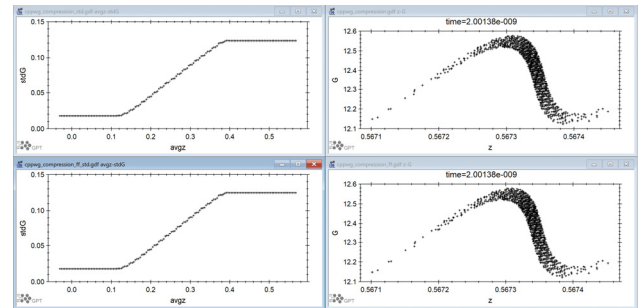 cppwg_compression_std.gdf avgz-stdG
0.15
0.10
stdG
0.05
0.00
0.0 0.1 0.2 0.3 0.4 0.5 0.6
avgz
GPT
cppwg_compression.gdf z-G
time=2.00138e-009
12.6
12.5
12.4
G
12.3
12.2
12.1
0.5671 0.5672 0.5673 0.5674
z
GPT
cppwg_compression_ff_std.gdf avgz-stdG
0.15
0.10
stdG
0.05
0.00
0.0 0.1 0.2 0.3 0.4 0.5 0.6
avgz
GPT
cppwg_compression_ff.gdf z-G
time=2.00138e-009
12.6
12.5
12.4
G
12.3
12.2
12.1
0.5671 0.5672 0.5673 0.5674
z
GPT